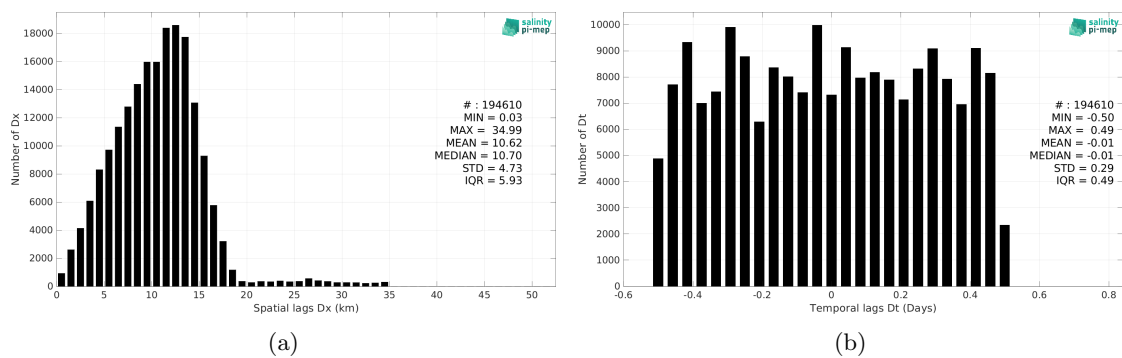 18000
16000
14000
12000
10000
8000
6000
4000
2000
0
Number of Dx
salinity
pi-mep
# : 194610
MIN = 0.03
MAX = 34.99
MEAN = 10.62
MEDIAN = 10.70
STD = 4.73
IQR = 5.93
0 5 10 15 20 25 30 35 40 45 50
Spatial lags Dx (km)
(a)
10000
9000
8000
7000
6000
5000
4000
3000
2000
1000
0
Number of Dt
salinity
pi-mep
# : 194610
MIN = -0.50
MAX = 0.49
MEAN = -0.01
MEDIAN = -0.01
STD = 0.29
IQR = 0.49
-0.6 -0.4 -0.2 0 0.2 0.4 0.6 0.8
Temporal lags Dt (Days)
(b)